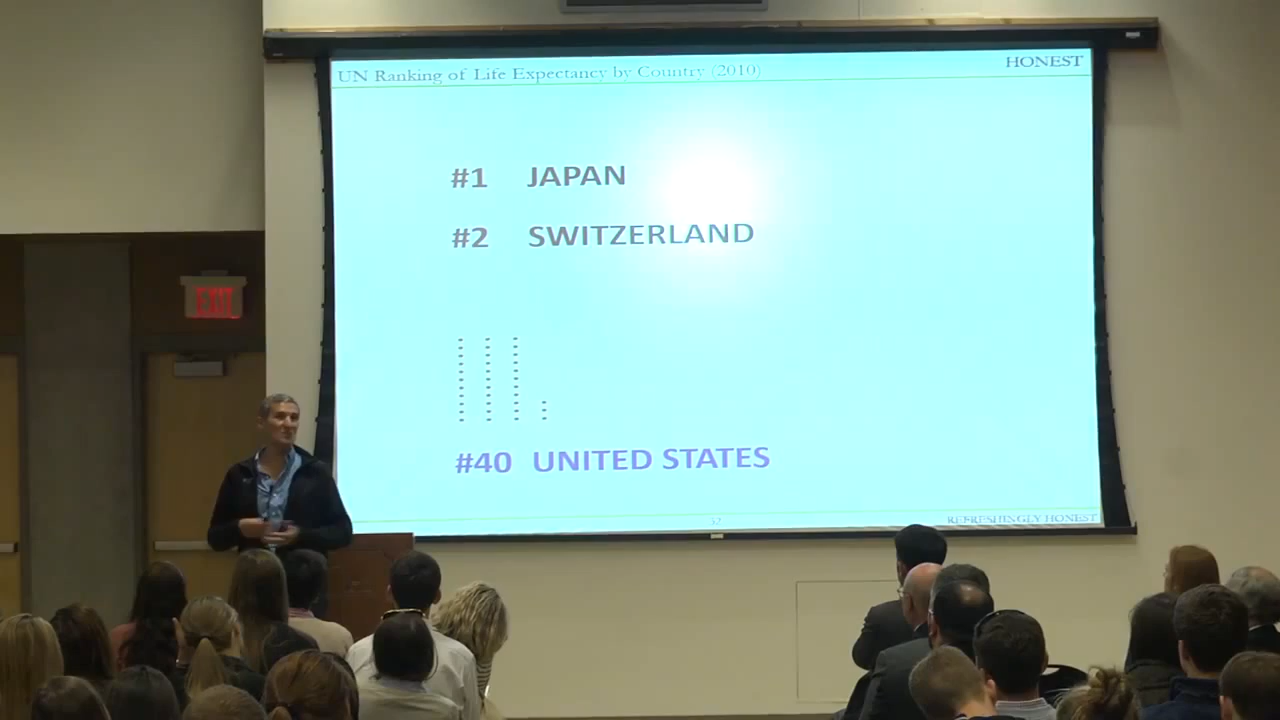 UN Ranking of Life Expectancy by Country (2010)
HONEST
#1 JAPAN
#2 SWITZERLAND
#40 UNITED STATES
32
REFRESHINGLY HONEST
EXIT